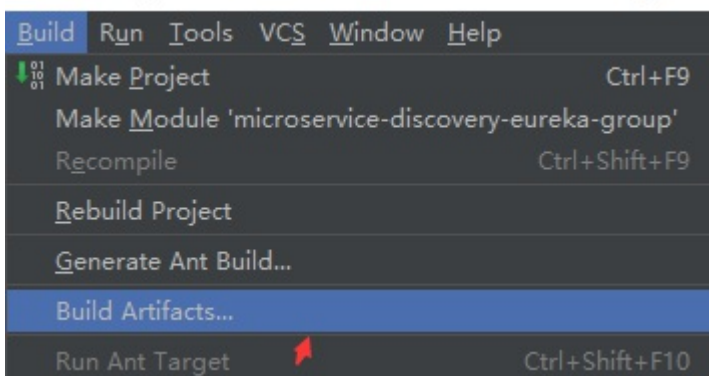 Build Run Tools VCS Window Help
Make Project Ctrl+F9
Make Module 'microservice-discovery-eureka-group'
Recompile Ctrl+Shift+F9
Rebuild Project
Generate Ant Build...
Build Artifacts...
Run Ant Target Ctrl+Shift+F10